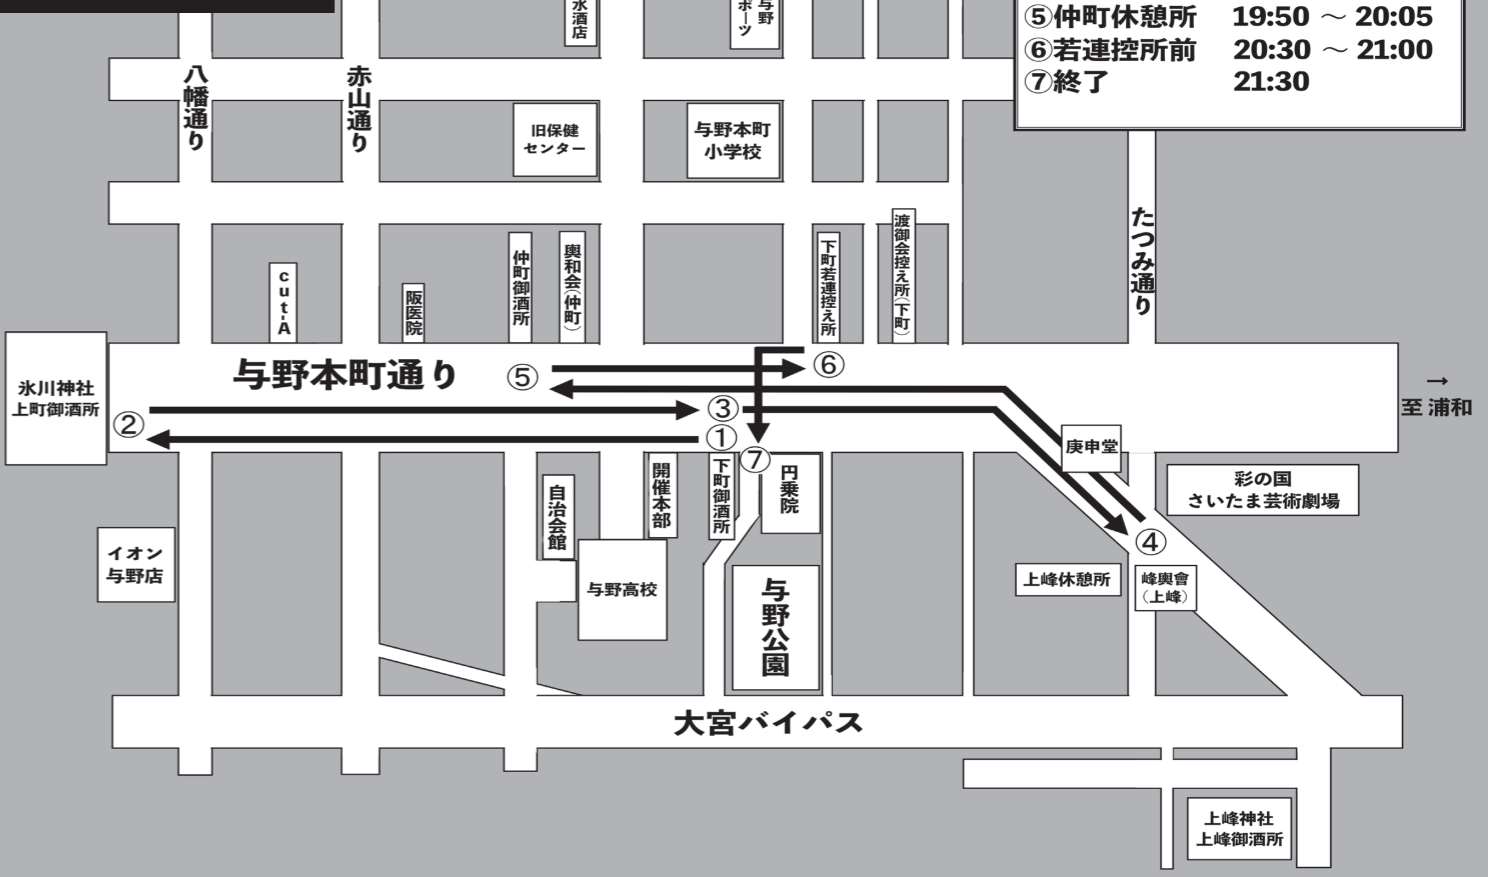 ⑤仲町休憩所 19:50 ～ 20:05
⑥若連控所前 20:30 ～ 21:00
⑦終了 21:30
氷酒店
与野
ポーツ
八幡通り
赤山通り
旧保健
センター
与野本町
小学校
たつみ通り
cut-A
阪医院
仲町御酒所
輿和会(仲町)
下町若連控え所
渡御会控え所(下町)
与野本町通り
⑤
⑥
氷川神社
上町御酒所
②
③
①
⑦
→
至 浦和
庚申堂
彩の国
さいたま芸術劇場
自治会館
開催本部
下町御酒所
円乗院
④
イオン
与野店
与野高校
与野公園
上峰休憩所
峰輿會
(上峰)
大宮バイパス
上峰神社
上峰御酒所